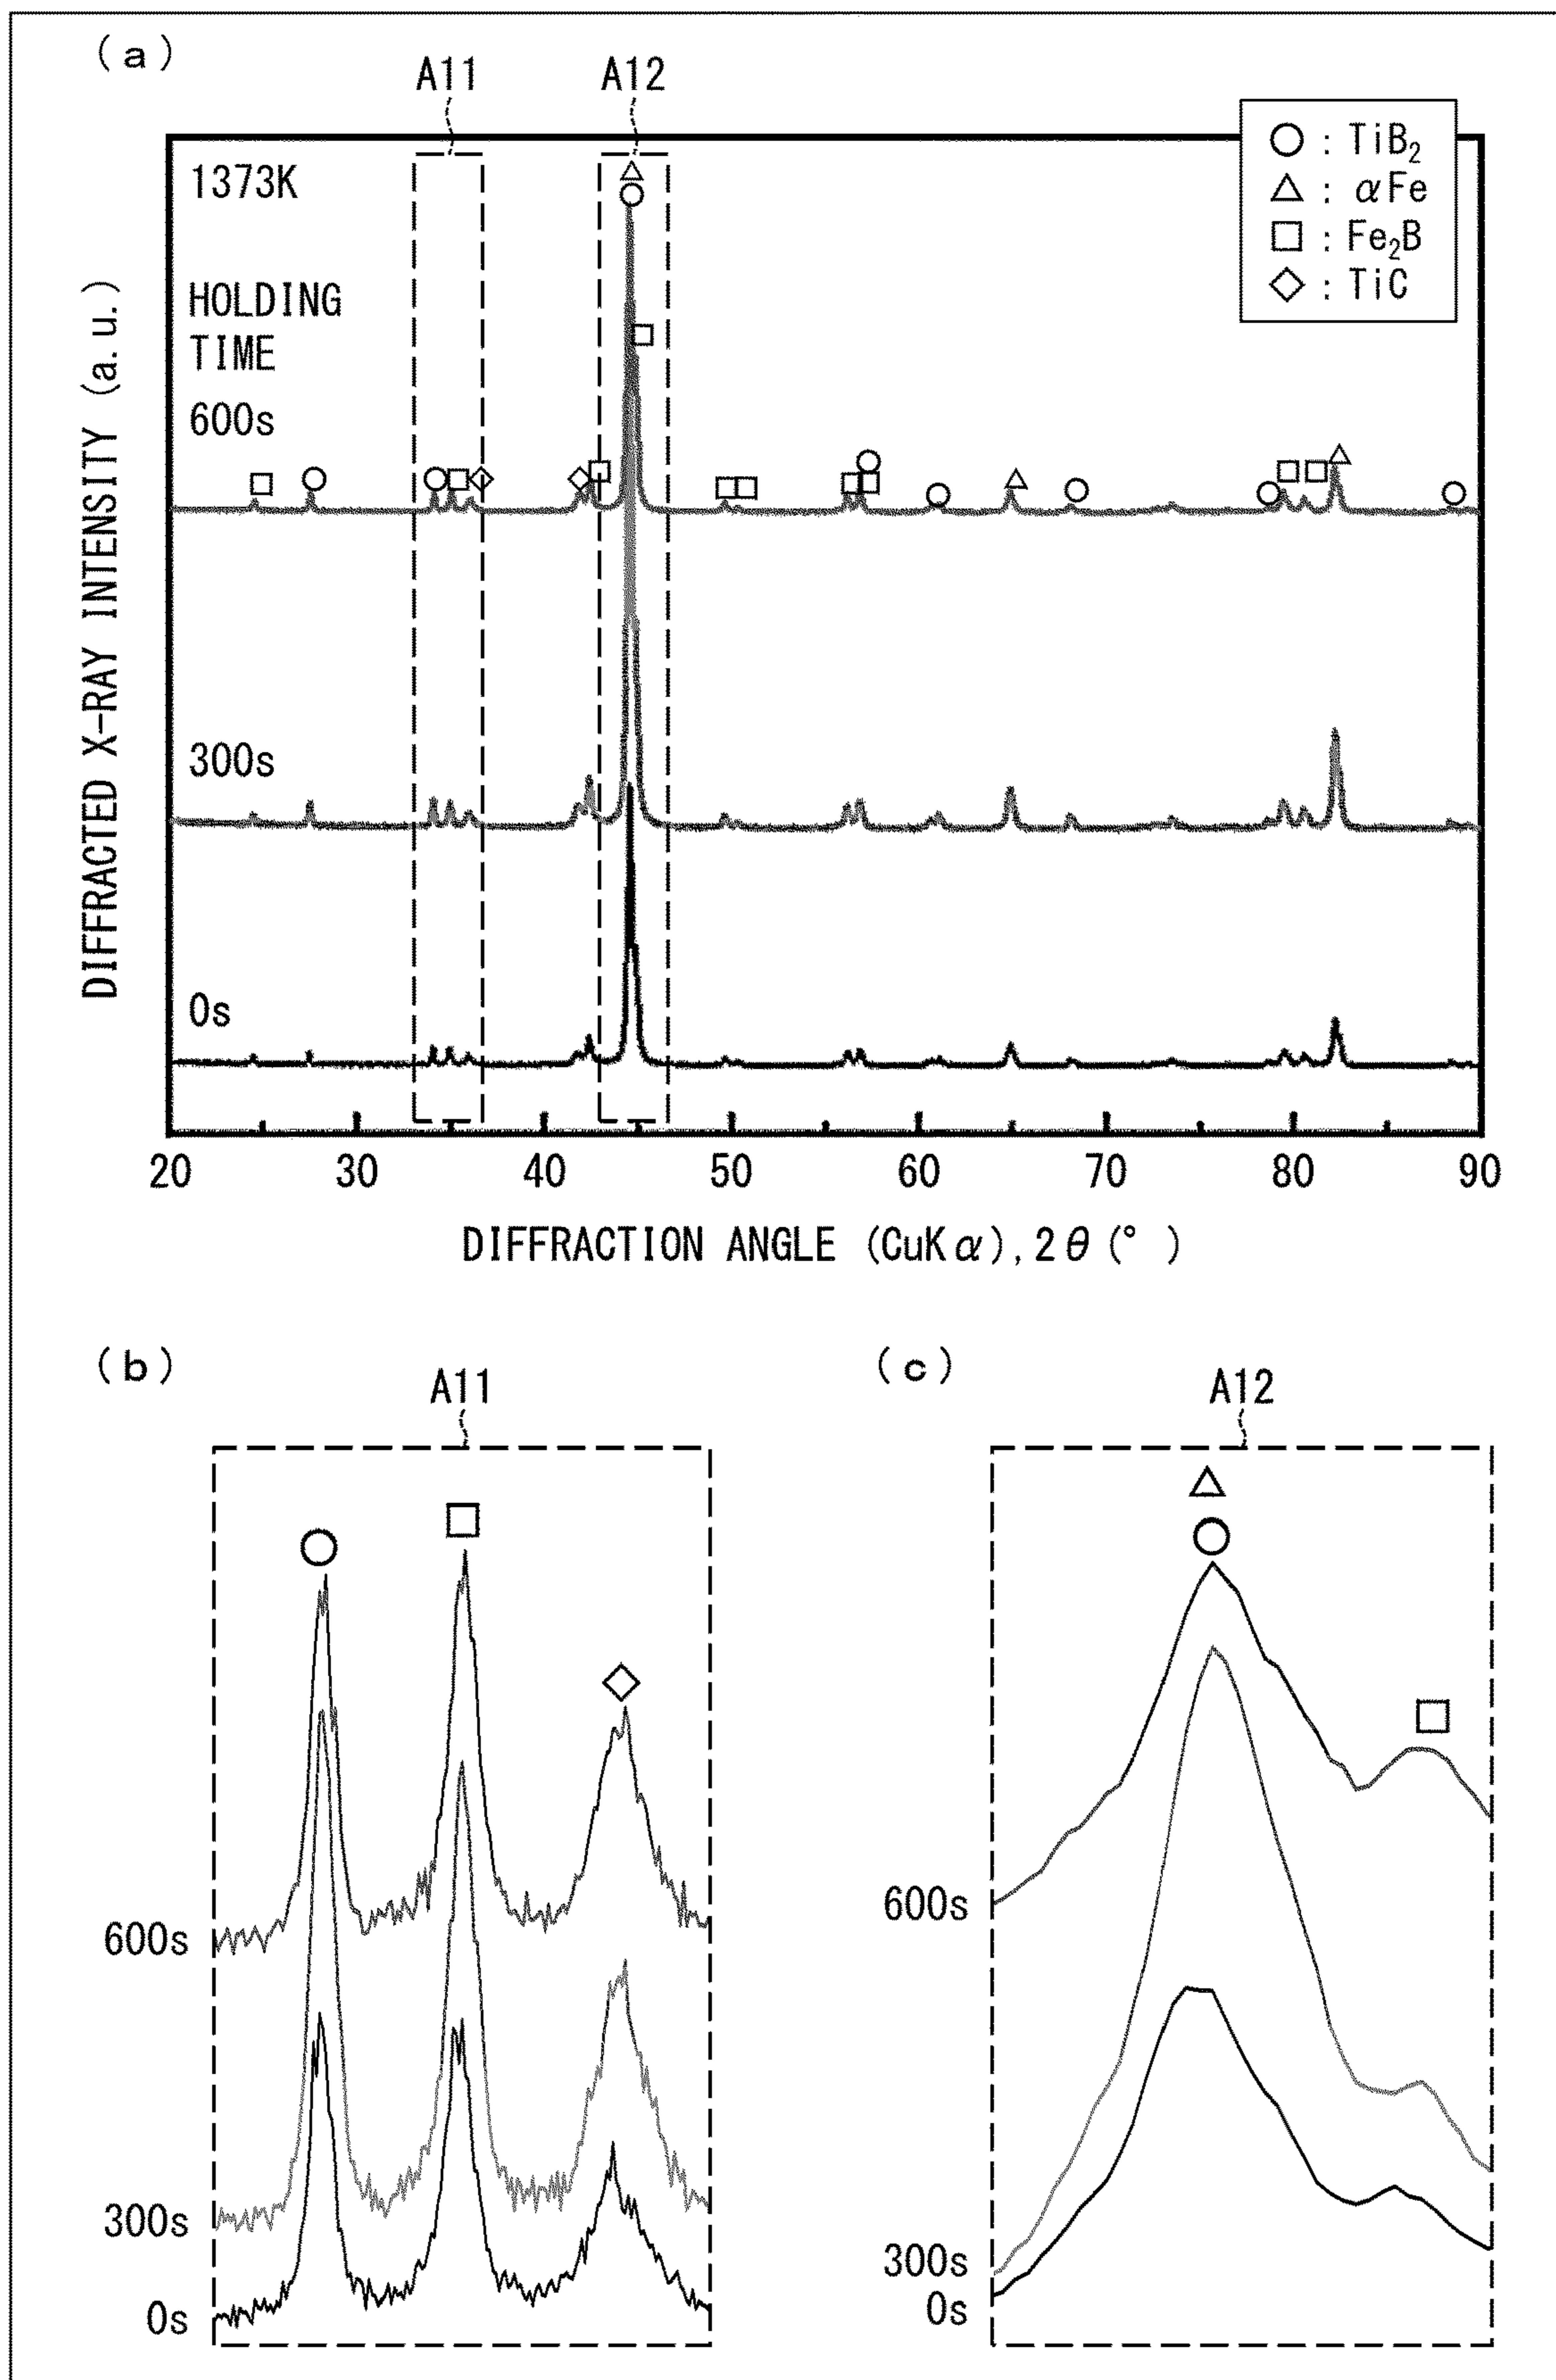 (a)
A11
A12
1373K
HOLDING
TIME
600s
300s
0s
○ : TiB₂
△ : αFe
□ : Fe₂B
◇ : TiC
DIFFRACTED X-RAY INTENSITY (a.u.)
20 30 40 50 60 70 80 90
DIFFRACTION ANGLE (CuKα), 2θ(°)
(b)
A11
600s
300s
0s
(c)
A12
600s
300s
0s